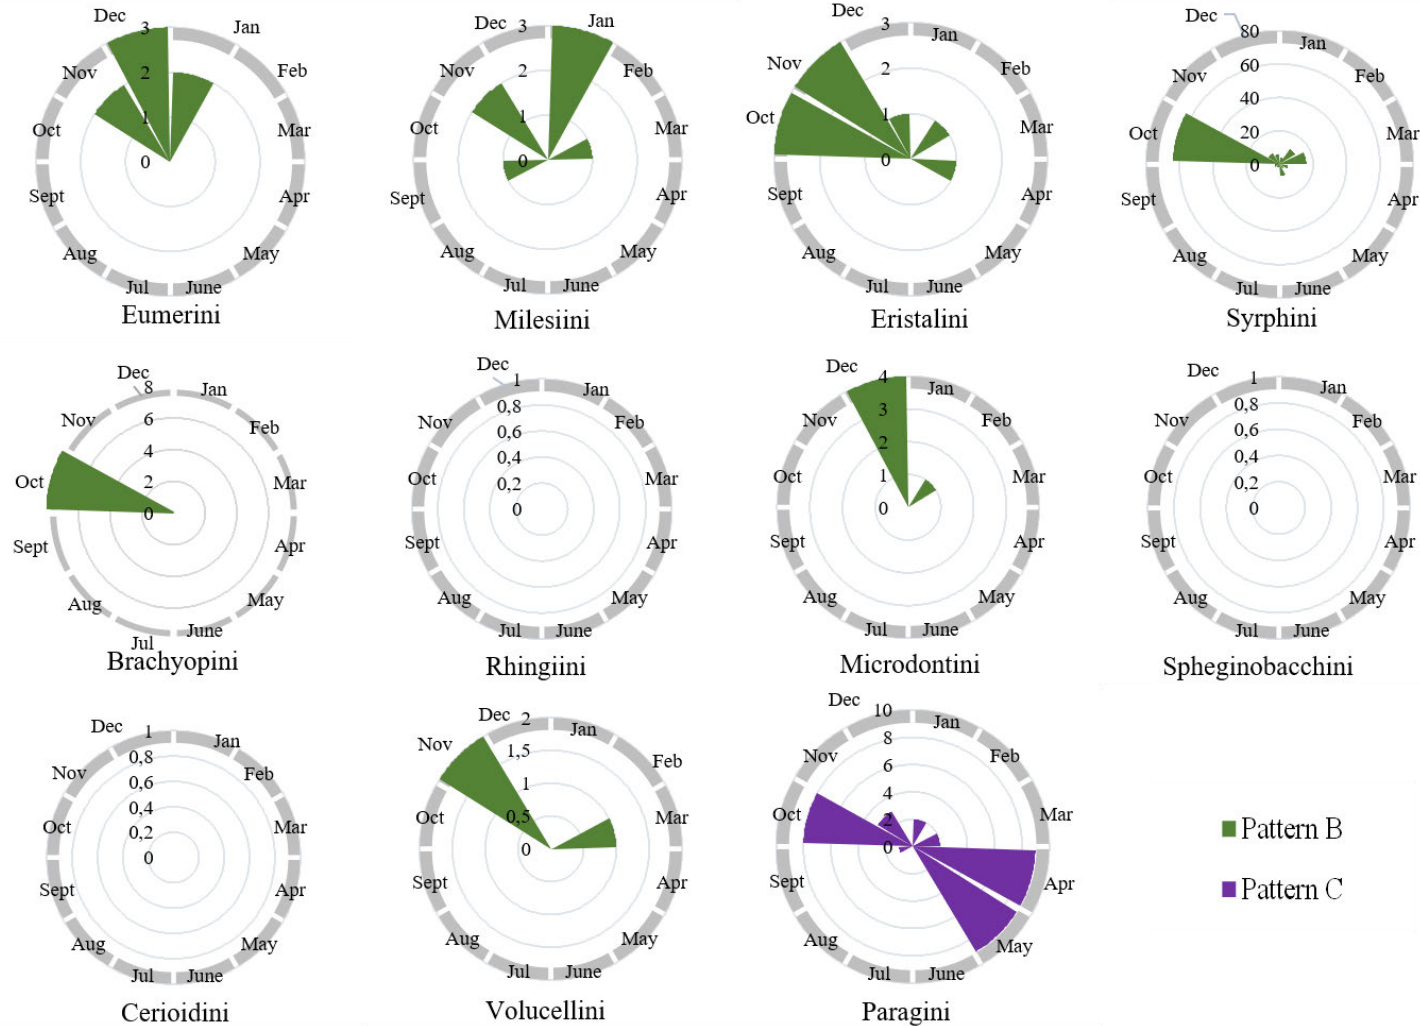 Dec
3
Jan
Nov
2
Feb
1
Oct
Mar
0
Sept
Apr
Aug
May
Jul
June
Eumerini
Dec
3
Jan
Nov
2
Feb
1
Oct
Mar
0
Sept
Apr
Aug
May
Jul
June
Milesiini
Dec
3
Jan
Nov
2
Feb
1
Oct
Mar
0
Sept
Apr
Aug
May
Jul
June
Eristalini
Dec
80
Jan
Nov
60
Feb
40
Oct
20
Mar
0
Sept
Apr
Aug
May
Jul
June
Syrphini
Dec
8
Jan
Nov
6
Feb
4
Oct
2
Mar
0
Sept
Apr
Aug
May
Jul
June
Brachyopini
Dec
1
Jan
Nov
0,8
Feb
0,6
0,4
Oct
0,2
Mar
0
Sept
Apr
Aug
May
Jul
June
Rhingiini
Dec
4
Jan
Nov
3
Feb
2
Oct
1
Mar
0
Sept
Apr
Aug
May
Jul
June
Microdontini
Dec
1
Jan
Nov
0,8
Feb
0,6
0,4
Oct
0,2
Mar
0
Sept
Apr
Aug
May
Jul
June
Spheginobacchini
Dec
1
Jan
Nov
0,8
Feb
0,6
0,4
Oct
0,2
Mar
0
Sept
Apr
Aug
May
Jul
June
Cerioidini
Dec
2
Jan
Nov
1,5
Feb
1
Oct
0,5
Mar
0
Sept
Apr
Aug
May
Jul
June
Volucellini
Dec
10
Jan
Nov
8
Feb
6
4
Oct
2
Mar
0
Sept
Apr
Aug
May
Jul
June
Paragini
Pattern B
Pattern C